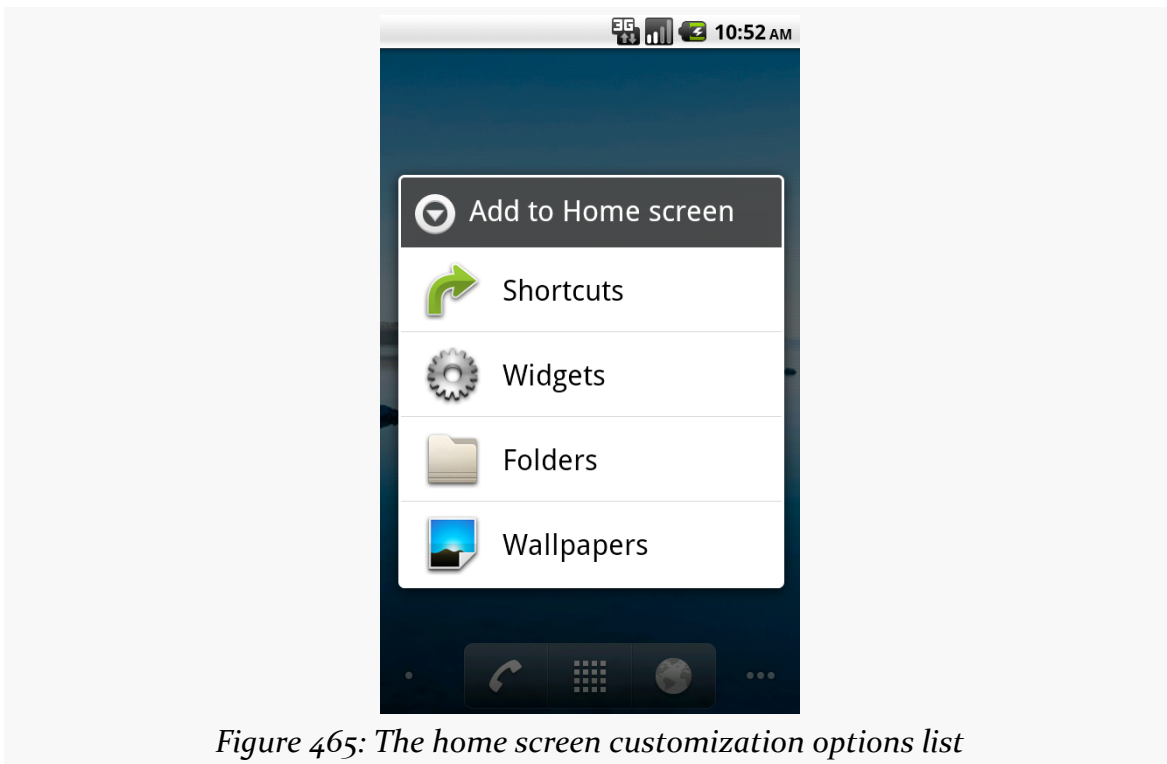 3G 10:52 AM
Add to Home screen
Shortcuts
Widgets
Folders
Wallpapers
Figure 465: The home screen customization options list